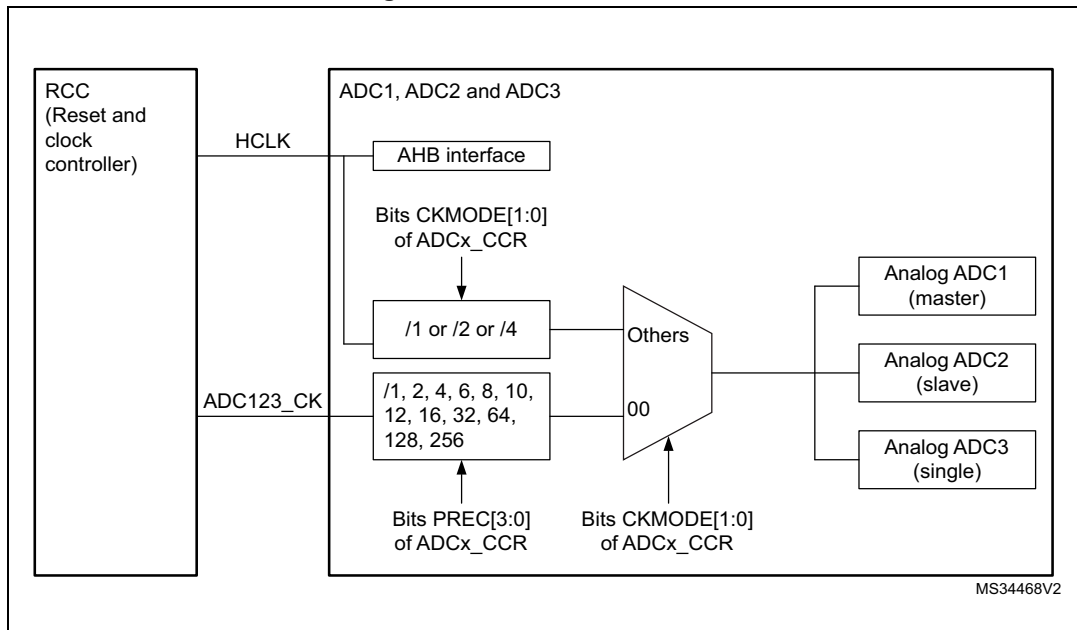 RCC
(Reset and
clock
controller)
HCLK
ADC123_CK
ADC1, ADC2 and ADC3
AHB interface
Bits CKMODE[1:0]
of ADCx_CCR
/1 or /2 or /4
/1, 2, 4, 6, 8, 10,
12, 16, 32, 64,
128, 256
Bits PREC[3:0]
of ADCx_CCR
Others
00
Bits CKMODE[1:0]
of ADCx_CCR
Analog ADC1
(master)
Analog ADC2
(slave)
Analog ADC3
(single)
MS34468V2